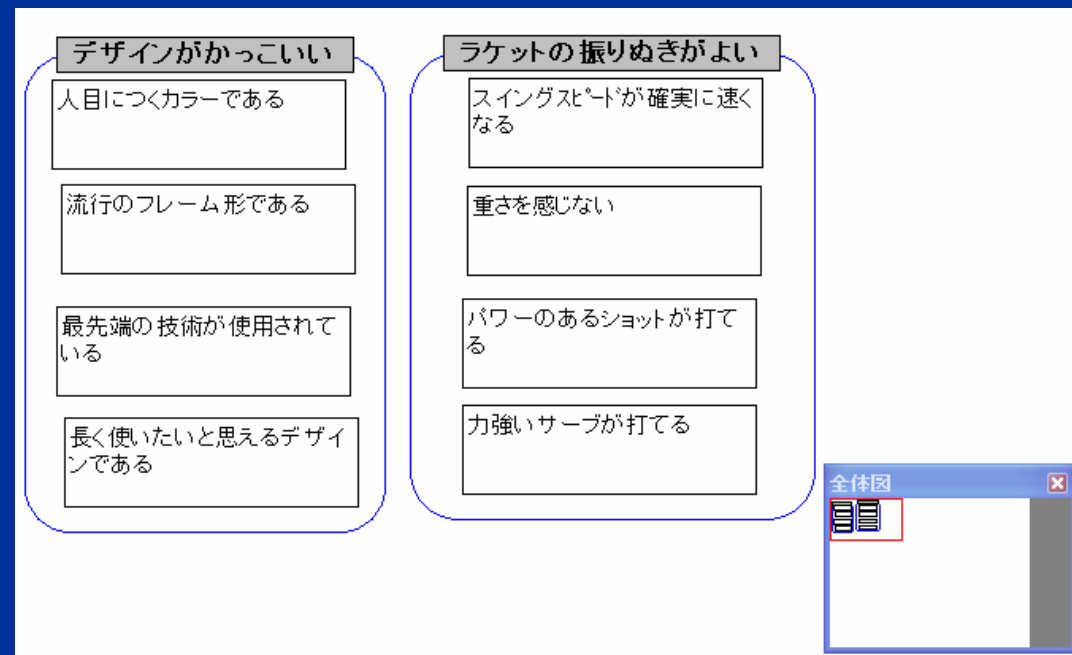 デザインがかっこいい
人目につくカラーである
流行のフレーム形である
最先端の技術が使用されて
いる
長く使いたいと思えるデザイ
ンである
ラケットの振りぬきがよい
スイングスピードが確実に速く
なる
重さを感じない
パワーのあるショットが打て
る
力強いサーブが打てる
全体図